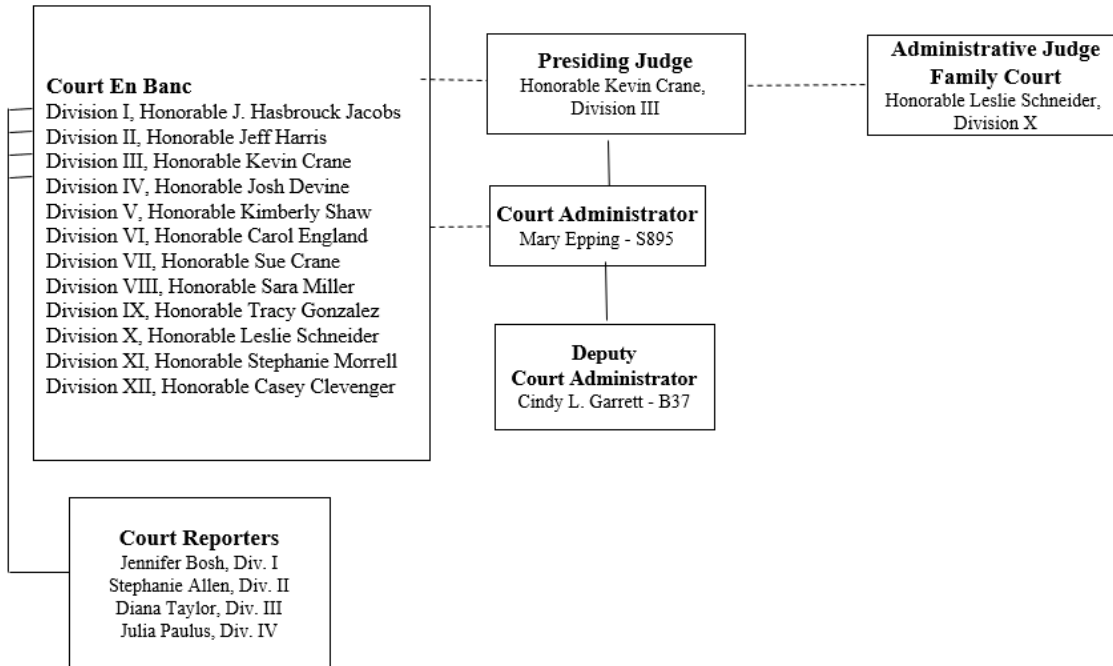 Court En Banc
Division I, Honorable J. Hasbrouck Jacobs
Division II, Honorable Jeff Harris
Division III, Honorable Kevin Crane
Division IV, Honorable Josh Devine
Division V, Honorable Kimberly Shaw
Division VI, Honorable Carol England
Division VII, Honorable Sue Crane
Division VIII, Honorable Sara Miller
Division IX, Honorable Tracy Gonzalez
Division X, Honorable Leslie Schneider
Division XI, Honorable Stephanie Morrell
Division XII, Honorable Casey Clevenger
Presiding Judge
Honorable Kevin Crane,
Division III
Administrative Judge
Family Court
Honorable Leslie Schneider,
Division X
Court Administrator
Mary Epping - S895
Deputy
Court Administrator
Cindy L. Garrett - B37
Court Reporters
Jennifer Bosh, Div. I
Stephanie Allen, Div. II
Diana Taylor, Div. III
Julia Paulus, Div. IV